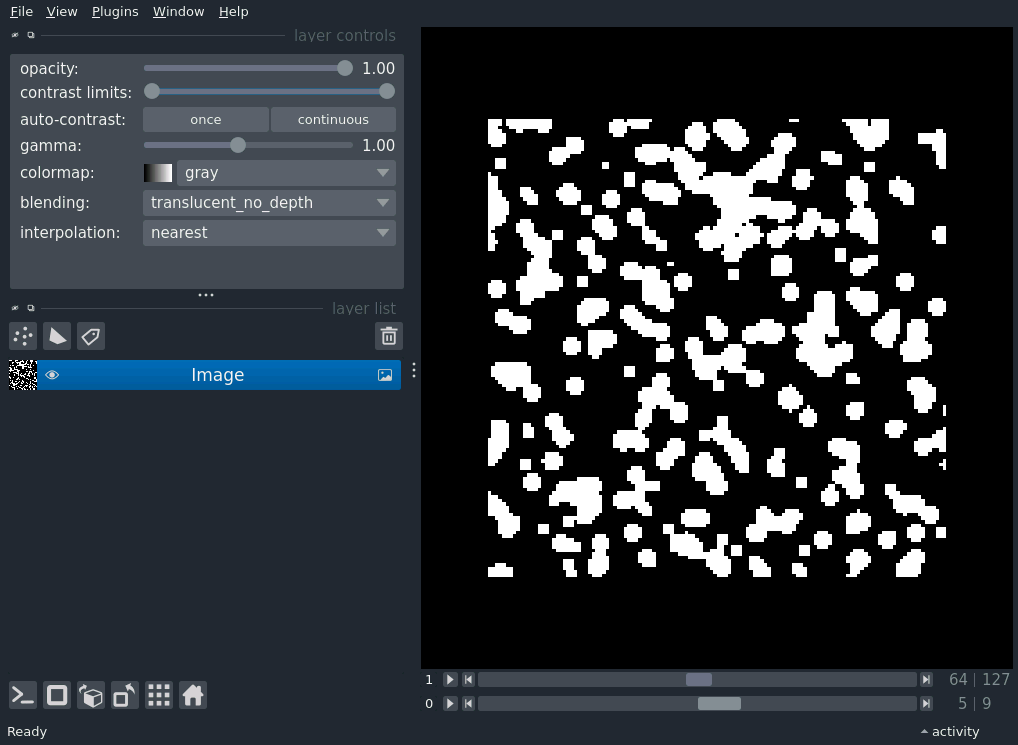 File View Plugins Window Help
layer controls
opacity: 1.00
contrast limits:
auto-contrast: once continuous
gamma: 1.00
colormap: gray
blending: translucent_no_depth
interpolation: nearest
layer list
Image
1 64 | 127
0 5 | 9
Ready activity